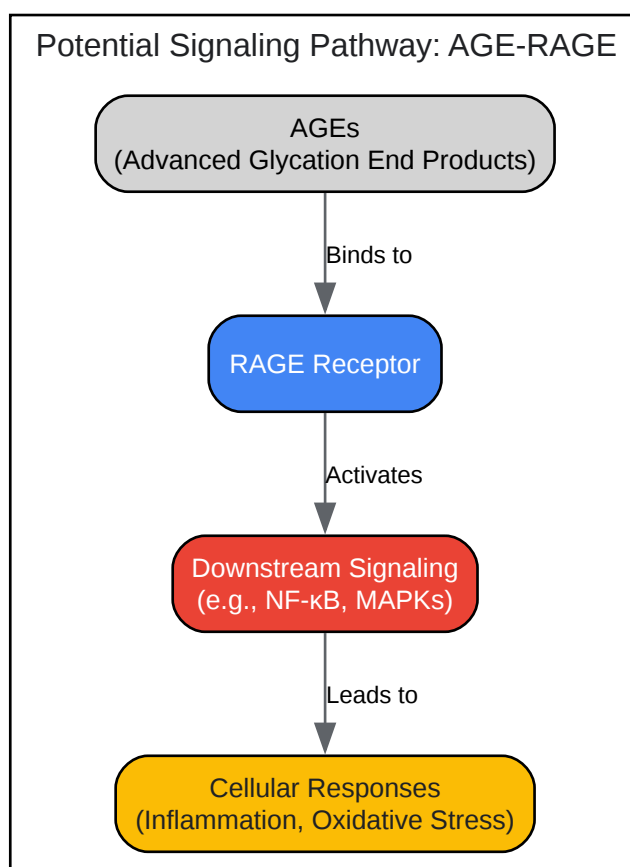 Potential Signaling Pathway: AGE-RAGE
AGEs
(Advanced Glycation End Products)
Binds to
RAGE Receptor
Activates
Downstream Signaling
(e.g., NF-κB, MAPKs)
Leads to
Cellular Responses
(Inflammation, Oxidative Stress)